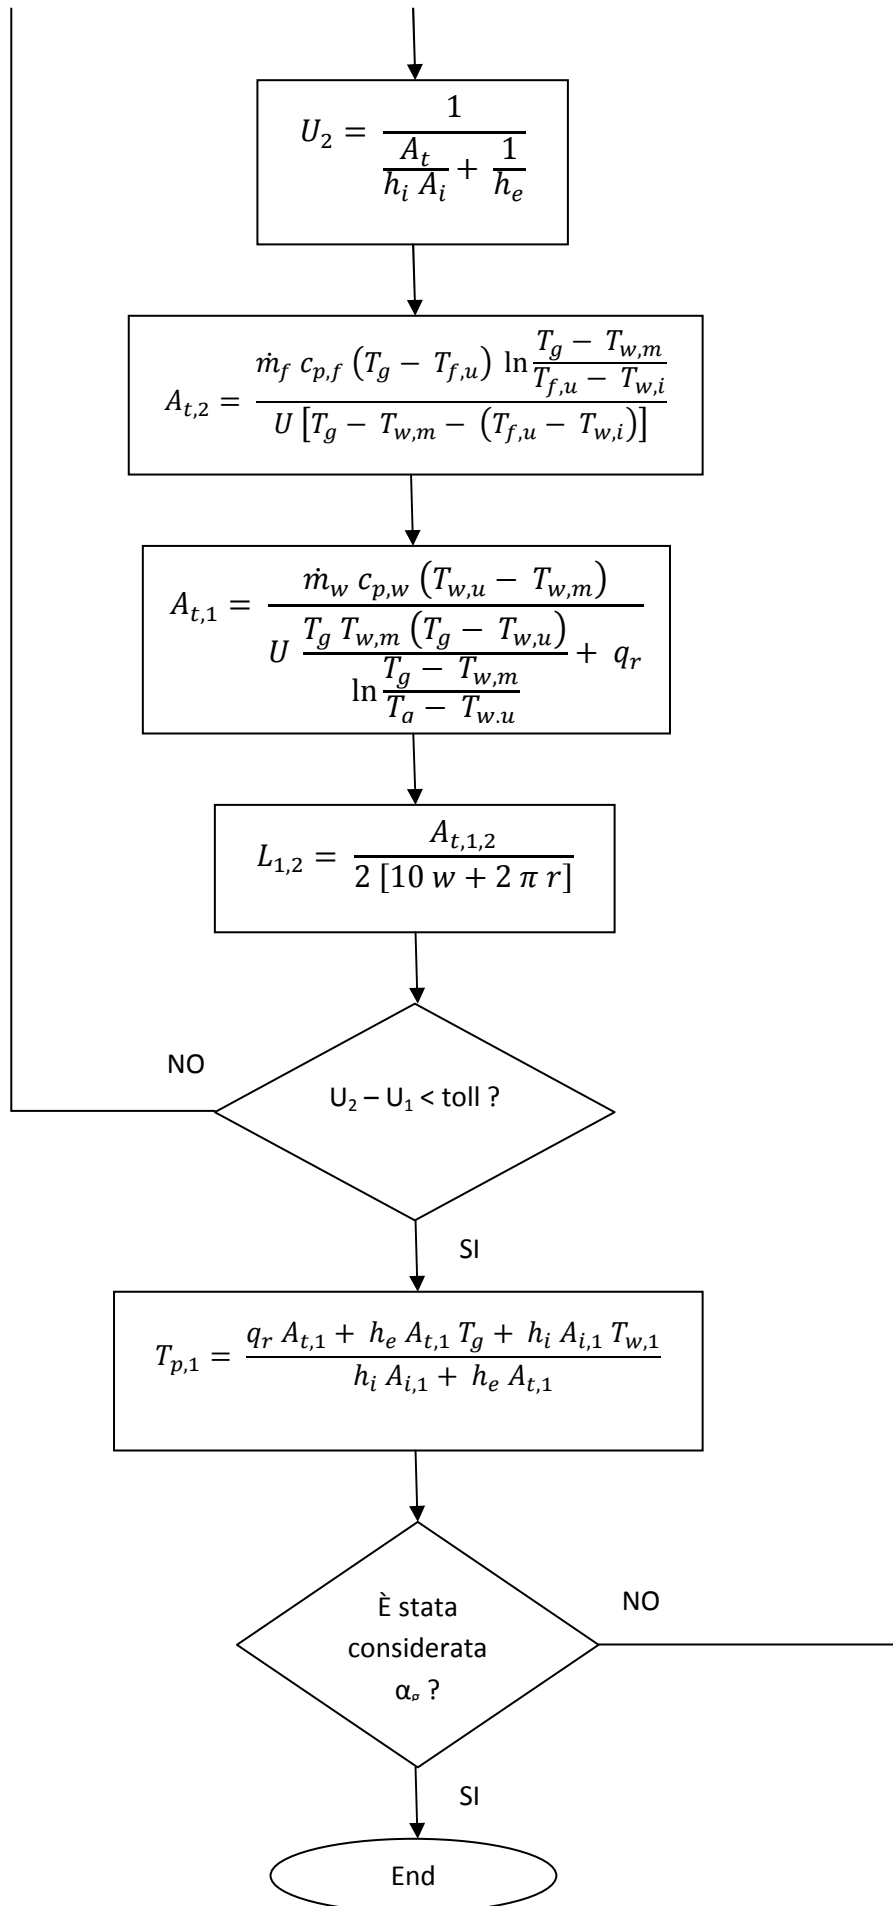 U₂ = 1 / (A_t / (h_i A_i) + 1 / h_e)
A_{t,2} = ṁ_f c_{p,f} (T_g − T_{f,u}) ln((T_g − T_{w,m}) / (T_{f,u} − T_{w,i})) / (U [T_g − T_{w,m} − (T_{f,u} − T_{w,i})])
A_{t,1} = ṁ_w c_{p,w} (T_{w,u} − T_{w,m}) / (U (T_g T_{w,m} (T_g − T_{w,u})) / (ln((T_g − T_{w,m}) / (T_g − T_{w,u}))) + q_r)
L_{1,2} = A_{t,1,2} / (2 [10 w + 2 π r])
NO
U₂ – U₁ < toll ?
SI
T_{p,1} = (q_r A_{t,1} + h_e A_{t,1} T_g + h_i A_{i,1} T_{w,1}) / (h_i A_{i,1} + h_e A_{t,1})
È stata
NO
considerata
α_g ?
SI
End